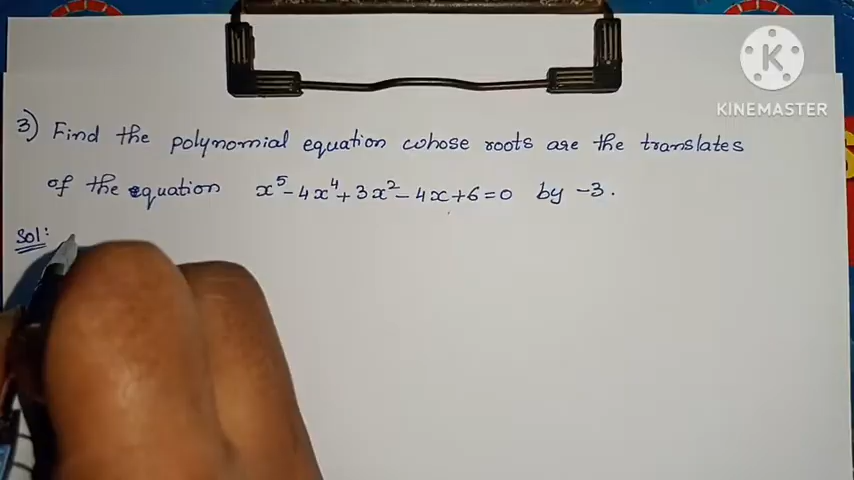 K
KINEMASTER
3) Find the polynomial equation whose roots are the translates
of the equation x⁵-4x⁴+3x²-4x+6=0 by -3.
Sol: